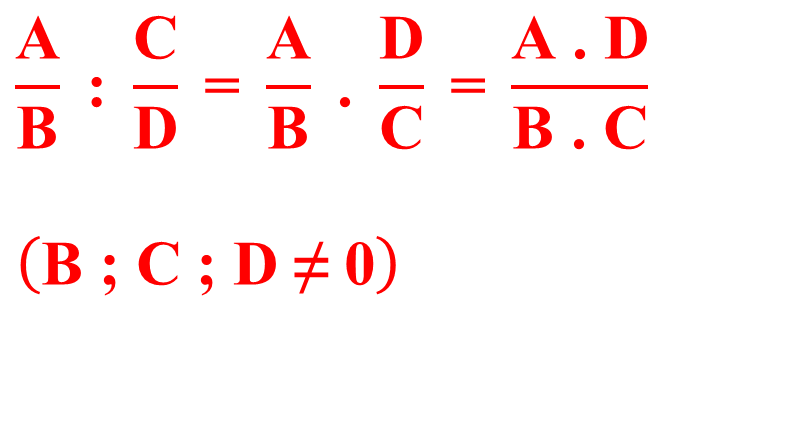 A/B : C/D = A/B . D/C = A . D/B . C
(B ; C ; D ≠ 0)